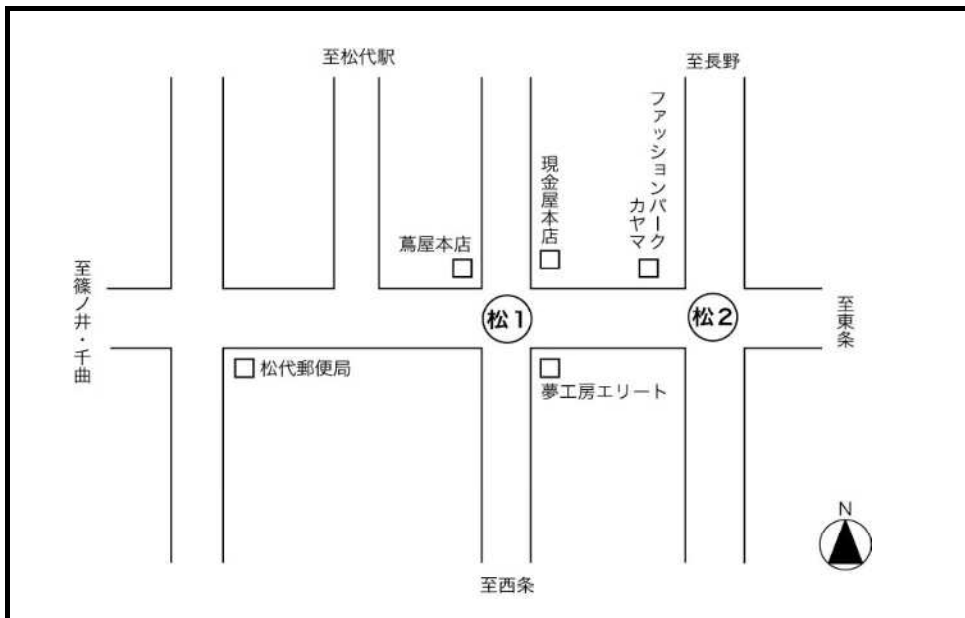 至松代駅
至長野
ファッションパーク
カヤマ
現金屋本店
蔦屋本店
至篠ノ井・千曲
松1
松2
至東条
松代郵便局
夢工房エリート
N
至西条